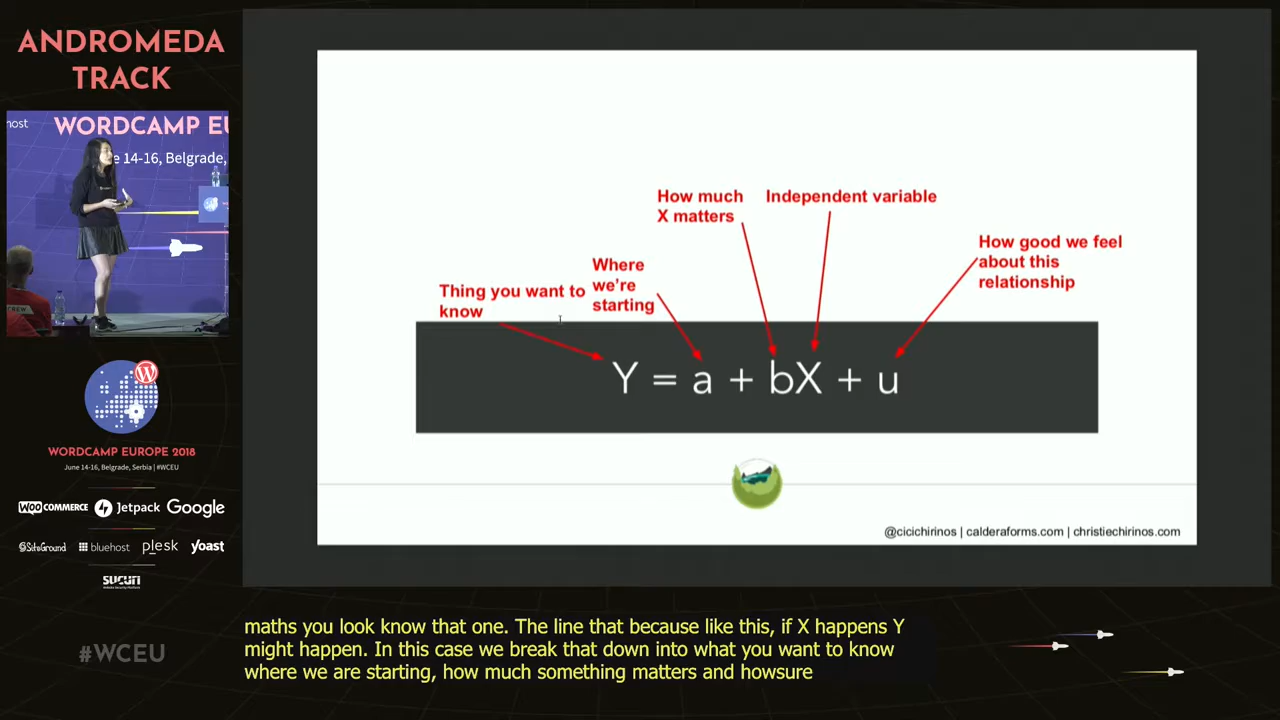 ANDROMEDA
TRACK
host
WORDCAMP EU
e 14-16, Belgrade,
CREW
WORDCAMP EUROPE 2018
June 14-16, Belgrade, Serbia | #WCEU
WOO COMMERCE
Jetpack
Google
SiteGround
bluehost
plesk
yoast
SUCURI
#WCEU
How much
X matters
Independent variable
How good we feel
about this
relationship
Where
we're
starting
Thing you want to
know
Y = a + bX + u
@cicichirinos | calderaforms.com | christiechirinos.com
maths you look know that one. The line that because like this, if X happens Y
might happen. In this case we break that down into what you want to know
where we are starting, how much something matters and howsure